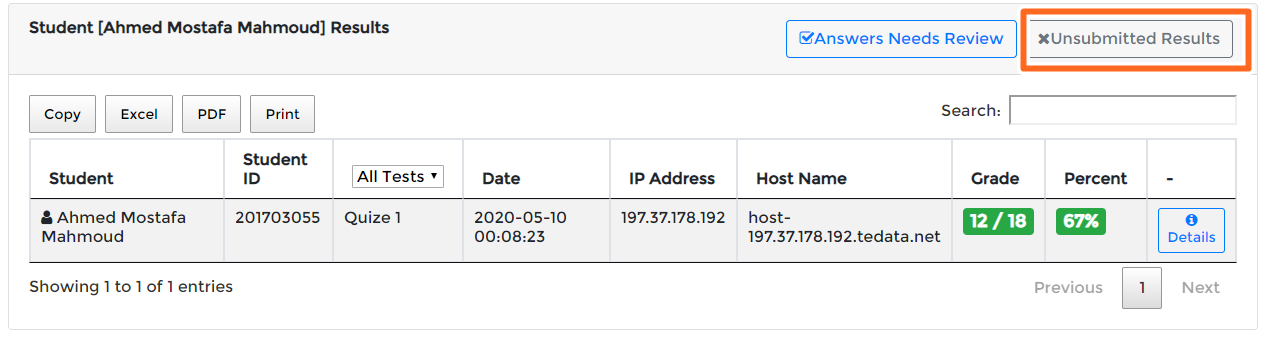 Student [Ahmed Mostafa Mahmoud] Results
Answers Needs Review
Unsubmitted Results
Copy
Excel
PDF
Print
Search:
Student
Student
ID
All Tests
Date
IP Address
Host Name
Grade
Percent
-
Ahmed Mostafa
Mahmoud
201703055
Quize 1
2020-05-10
00:08:23
197.37.178.192
host-
197.37.178.192.tedata.net
12 / 18
67%
Details
Showing 1 to 1 of 1 entries
Previous
1
Next